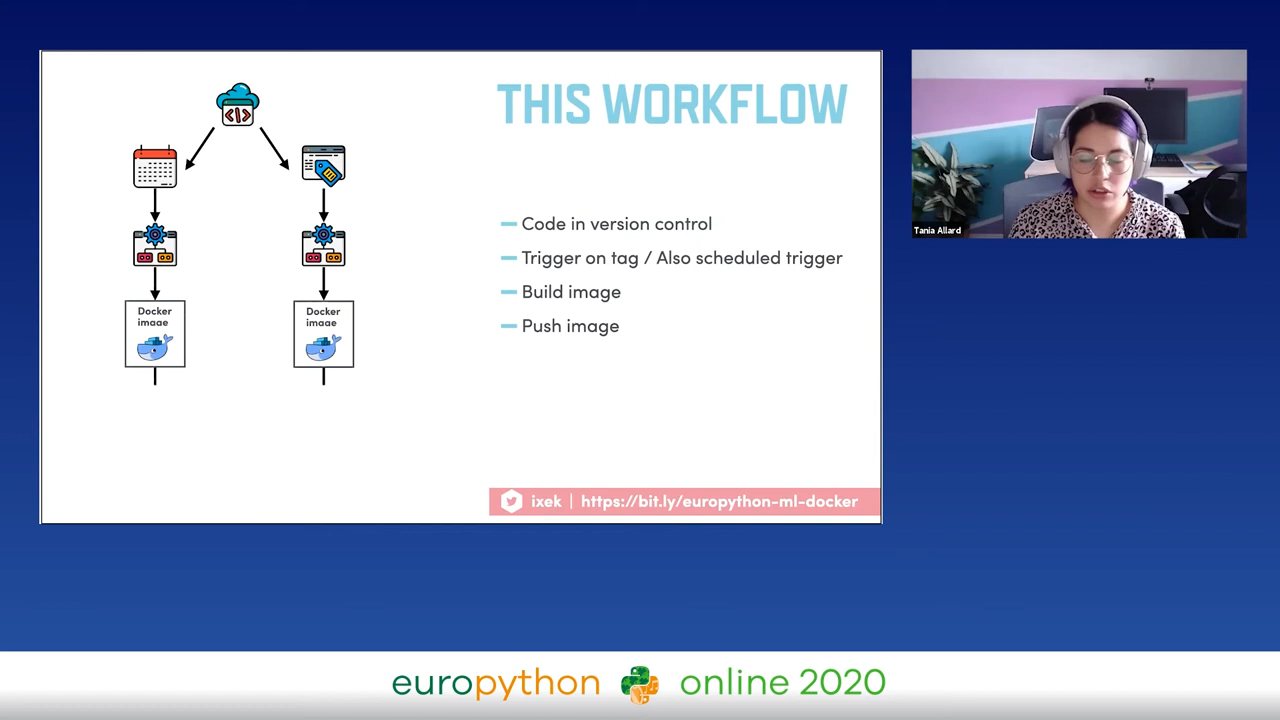 THIS WORKFLOW
Code in version control
Trigger on tag / Also scheduled trigger
Build image
Push image
Docker
image
Docker
image
ixek | https://bit.ly/europython-ml-docker
Tania Allard
europython online 2020